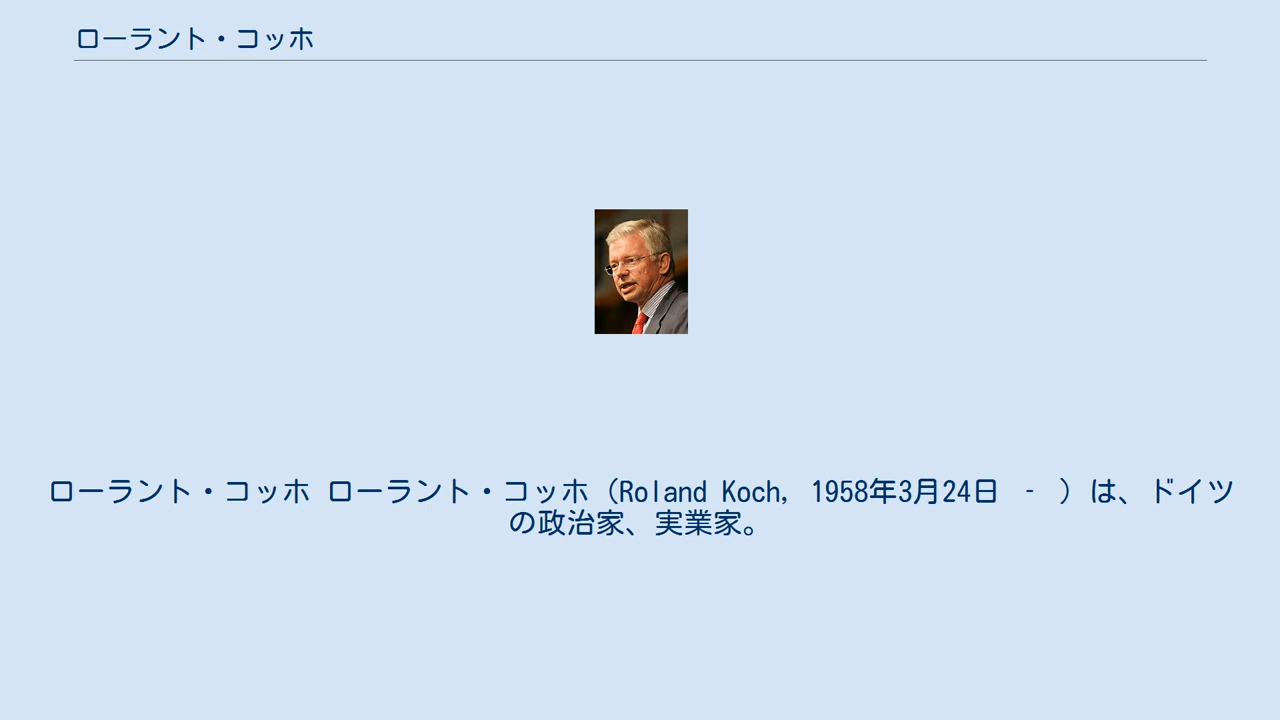 ローラント・コッホ
ローラント・コッホ ローラント・コッホ（Roland Koch, 1958年3月24日 - ）は、ドイツ
の政治家、実業家。